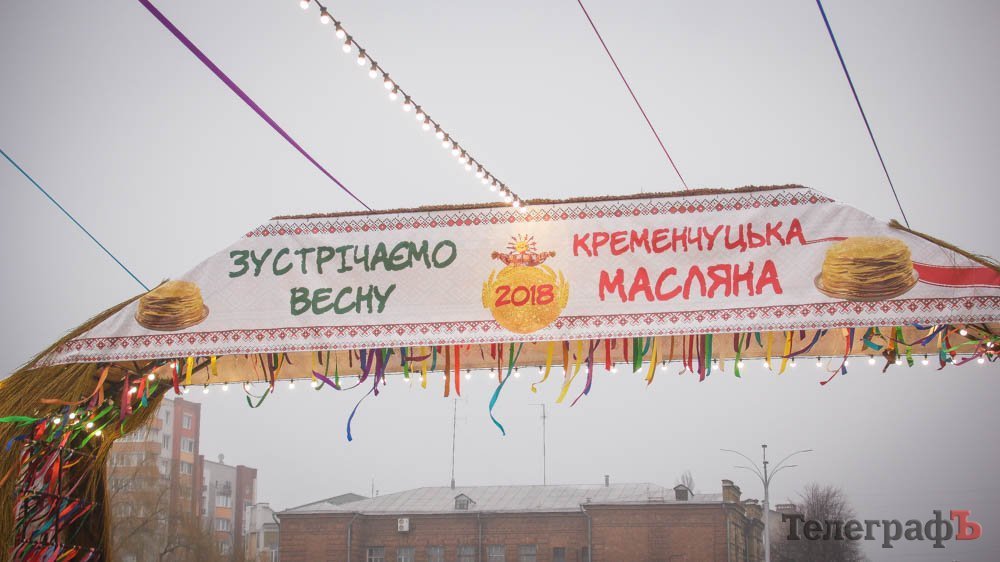 ЗУСТРІЧАЄМО
ВЕСНУ
2018
КРЕМЕНЧУЦЬКА
МАСЛЯНА
ТелеграфЪ